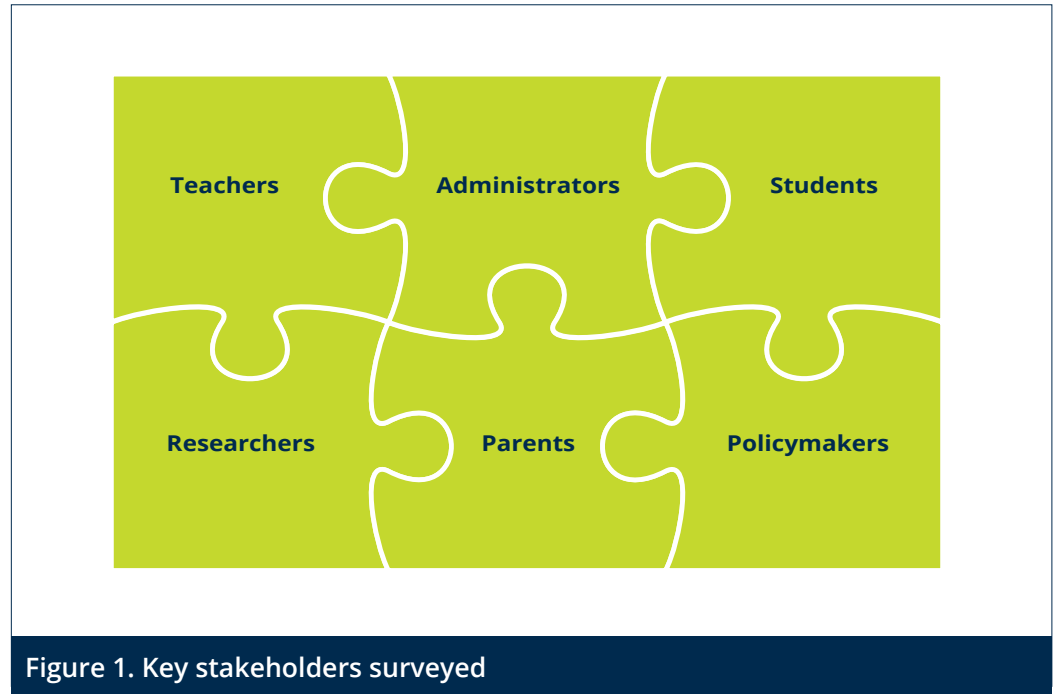 Teachers Administrators Students
Researchers Parents Policymakers
Figure 1. Key stakeholders surveyed